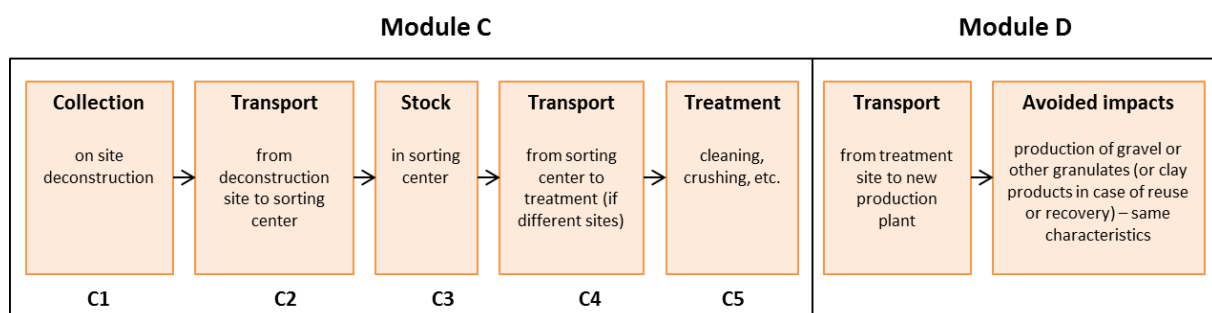 Module C
Module D
Collection
on site
deconstruction
Transport
from
deconstruction
site to sorting
center
Stock
in sorting
center
Transport
from sorting
center to
treatment (if
different sites)
Treatment
cleaning,
crushing, etc.
Transport
from treatment
site to new
production
plant
Avoided impacts
production of gravel or
other granulates (or clay
products in case of reuse
or recovery) – same
characteristics
C1
C2
C3
C4
C5